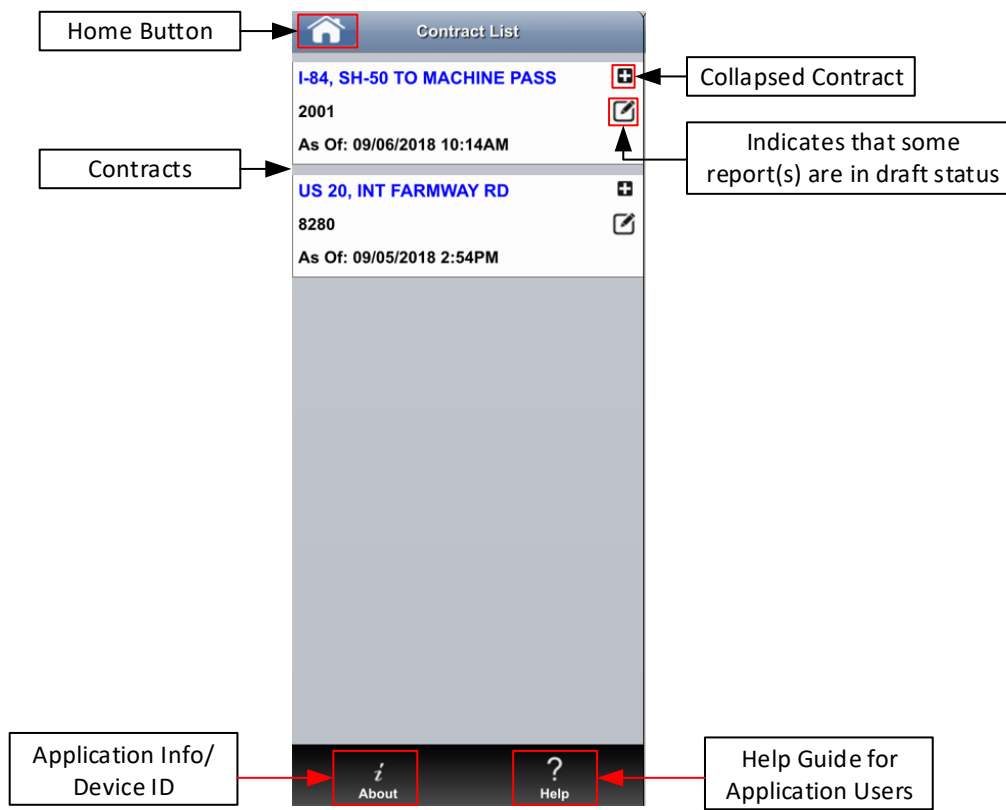 Home Button
Contract List
I-84, SH-50 TO MACHINE PASS
2001
As Of: 09/06/2018 10:14AM
Collapsed Contract
Indicates that some
report(s) are in draft status
Contracts
US 20, INT FARMWAY RD
8280
As Of: 09/05/2018 2:54PM
Application Info/
Device ID
i
About
?
Help
Help Guide for
Application Users